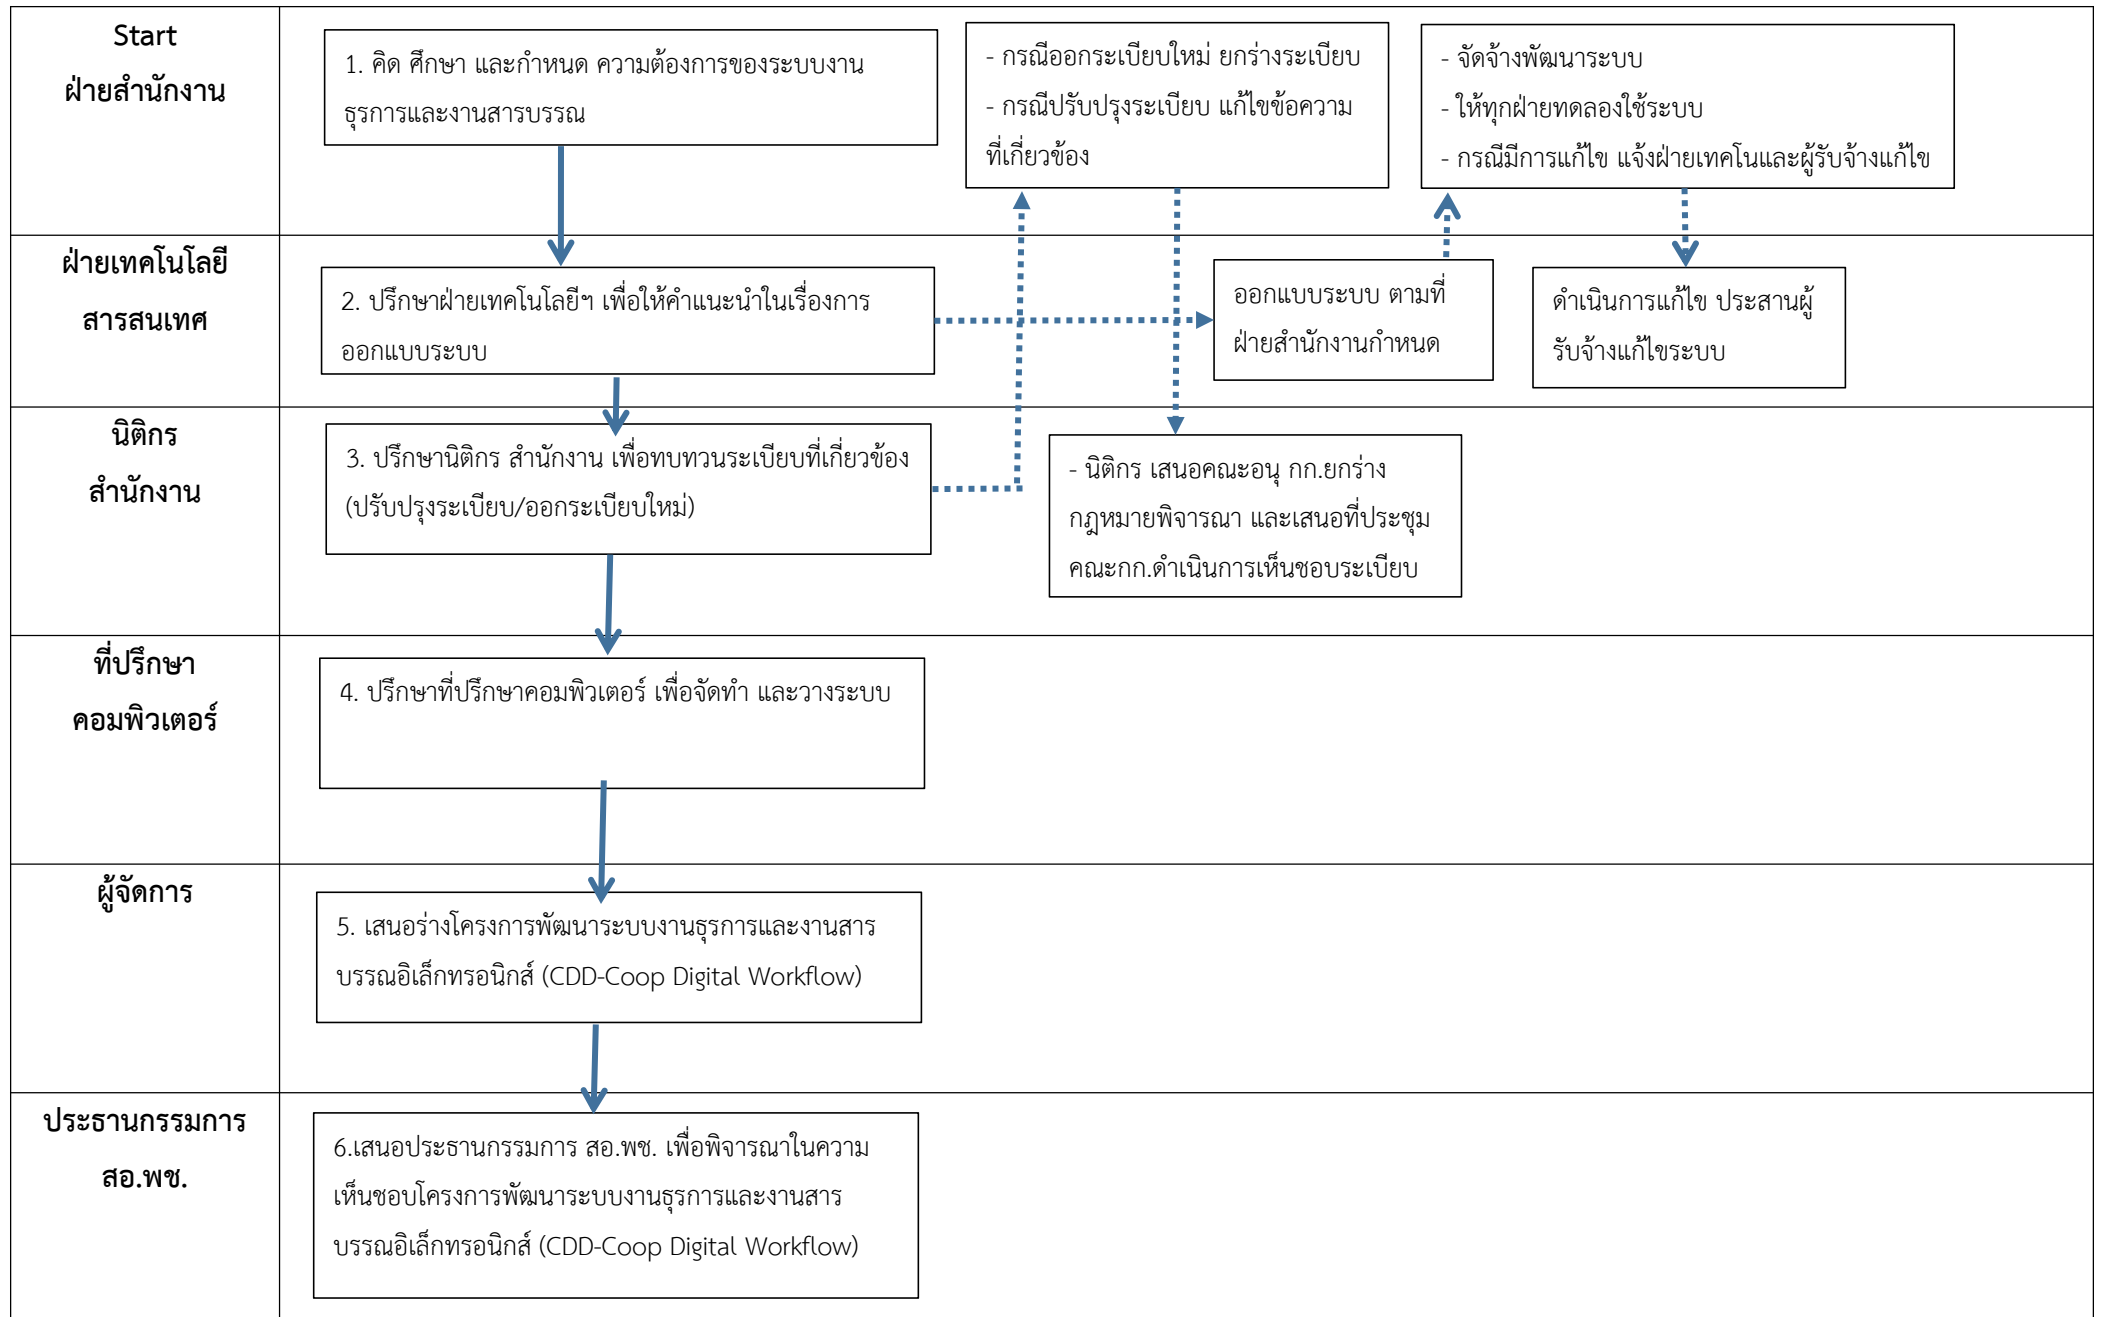 Start
ฝ่ายสำนักงาน
1. คิด ศึกษา และกำหนด ความต้องการของระบบงาน
ธุรการและงานสารบรรณ
- กรณีออกระเบียบใหม่ ยกร่างระเบียบ
- กรณีปรับปรุงระเบียบ แก้ไขข้อความ
ที่เกี่ยวข้อง
- จัดจ้างพัฒนาระบบ
- ให้ทุกฝ่ายทดลองใช้ระบบ
- กรณีมีการแก้ไข แจ้งฝ่ายเทคโนและผู้รับจ้างแก้ไข
ฝ่ายเทคโนโลยี
สารสนเทศ
2. ปรึกษาฝ่ายเทคโนโลยีฯ เพื่อให้คำแนะนำในเรื่องการ
ออกแบบระบบ
ออกแบบระบบ ตามที่
ฝ่ายสำนักงานกำหนด
ดำเนินการแก้ไข ประสานผู้
รับจ้างแก้ไขระบบ
นิติกร
สำนักงาน
3. ปรึกษานิติกร สำนักงาน เพื่อทบทวนระเบียบที่เกี่ยวข้อง
(ปรับปรุงระเบียบ/ออกระเบียบใหม่)
- นิติกร เสนอคณะอนุ กก.ยกร่าง
กฎหมายพิจารณา และเสนอที่ประชุม
คณะกก.ดำเนินการเห็นชอบระเบียบ
ที่ปรึกษา
คอมพิวเตอร์
4. ปรึกษาที่ปรึกษาคอมพิวเตอร์ เพื่อจัดทำ และวางระบบ
ผู้จัดการ
5. เสนอร่างโครงการพัฒนาระบบงานธุรการและงานสาร
บรรณอิเล็กทรอนิกส์ (CDD-Coop Digital Workflow)
ประธานกรรมการ
สอ.พช.
6.เสนอประธานกรรมการ สอ.พช. เพื่อพิจารณาในความ
เห็นชอบโครงการพัฒนาระบบงานธุรการและงานสาร
บรรณอิเล็กทรอนิกส์ (CDD-Coop Digital Workflow)